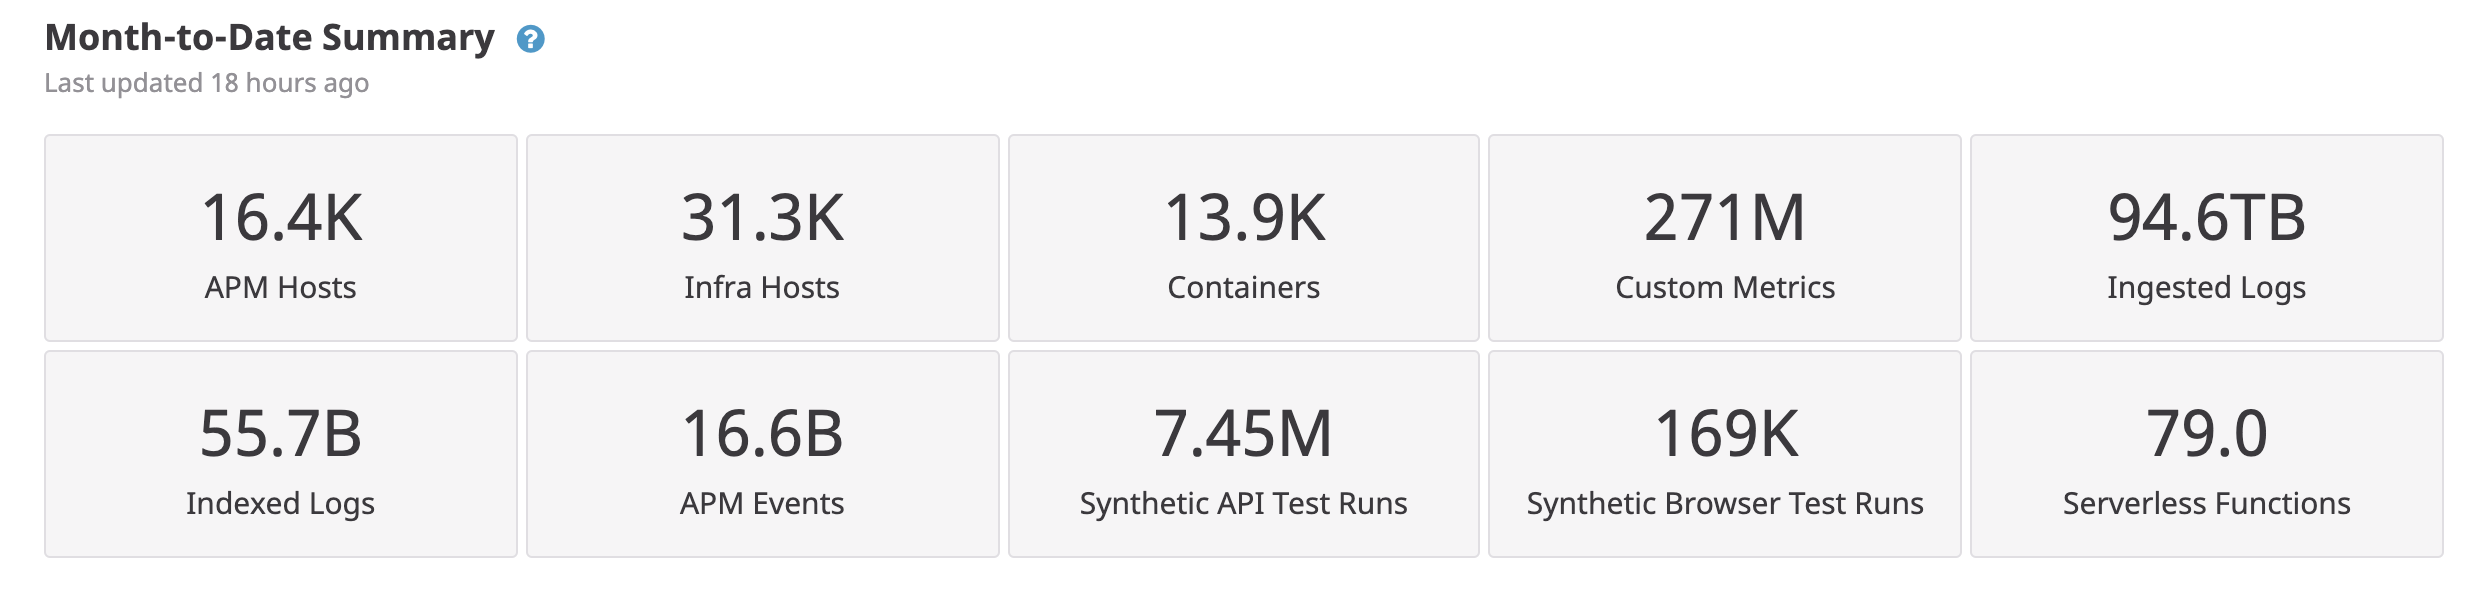 Month-to-Date Summary ?
Last updated 18 hours ago
16.4K
APM Hosts
31.3K
Infra Hosts
13.9K
Containers
271M
Custom Metrics
94.6TB
Ingested Logs
55.7B
Indexed Logs
16.6B
APM Events
7.45M
Synthetic API Test Runs
169K
Synthetic Browser Test Runs
79.0
Serverless Functions